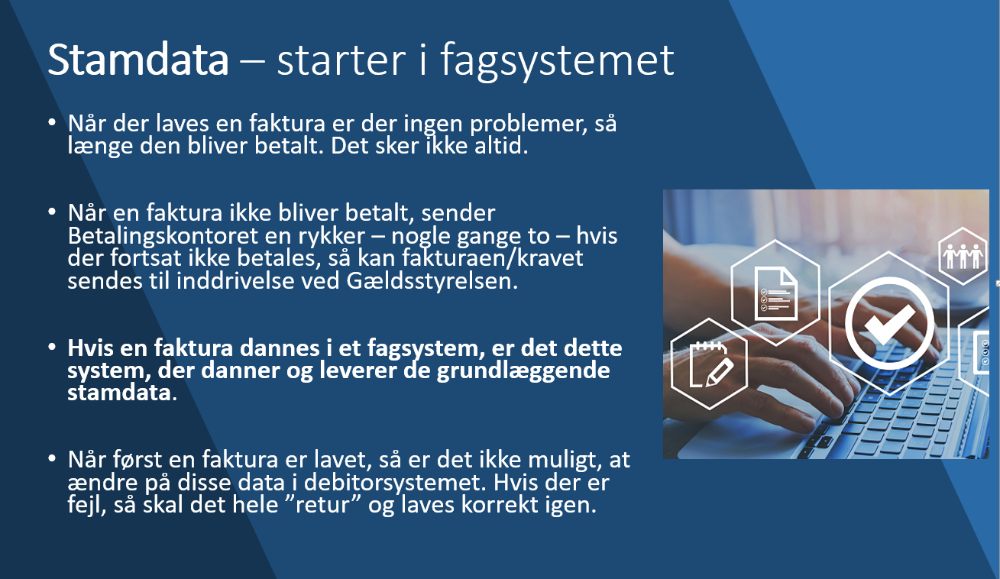 Stamdata – starter i fagsystemet
• Når der laves en faktura er der ingen problemer, så
længe den bliver betalt. Det sker ikke altid.
• Når en faktura ikke bliver betalt, sender
Betalingskontoret en rykker – nogle gange to – hvis
der fortsat ikke betales, så kan fakturaen/kravet
sendes til inddrivelse ved Gældsstyrelsen.
• Hvis en faktura dannes i et fagsystem, er det dette
system, der danner og leverer de grundlæggende
stamdata.
• Når først en faktura er lavet, så er det ikke muligt, at
ændre på disse data i debitorsystemet. Hvis der er
fejl, så skal det hele ”retur” og laves korrekt igen.